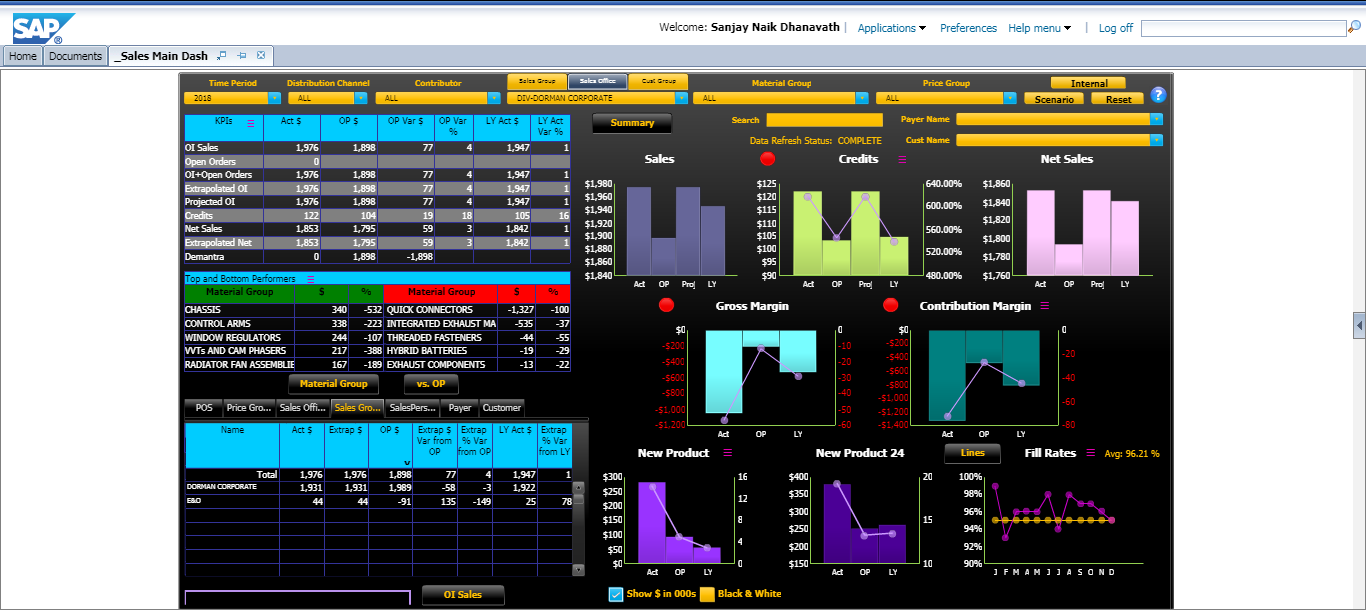 SAP ®
Welcome: Sanjay Naik Dhanavath | Applications Preferences Help menu | Log off
Home Documents _Sales Main Dash
Time Period Distribution Channel Contributor Sales Group Sales Office Cust Group Material Group Price Group Internal
2018 ALL ALL DIV-DORMAN CORPORATE ALL ALL Scenario Reset ?
KPIs Act $ OP $ OP Var $ OP Var % LY Act $ LY Act Var %
OI Sales 1,976 1,898 77 4 1,947 1
Open Orders 0
OI+Open Orders 1,976 1,898 77 4 1,947 1
Extrapolated OI 1,976 1,898 77 4 1,947 1
Projected OI 1,976 1,898 77 4 1,947 1
Credits 122 104 19 18 105 16
Net Sales 1,853 1,795 59 3 1,842 1
Extrapolated Net 1,853 1,795 59 3 1,842 1
Demantra 0 1,898 -1,898
Summary
Search Payer Name
Data Refresh Status: COMPLETE Cust Name
Top and Bottom Performers
Material Group $ % Material Group $ %
CHASSIS 340 -532 QUICK CONNECTORS -1,327 -100
CONTROL ARMS 338 -223 INTEGRATED EXHAUST MA -535 -37
WINDOW REGULATORS 244 -107 THREADED FASTENERS -44 -55
VVTs AND CAM PHASERS 217 -388 HYBRID BATTERIES -19 -29
RADIATOR FAN ASSEMBLIE 167 -189 EXHAUST COMPONENTS -13 -22
Material Group vs. OP
POS Price Gro... Sales Offi... Sales Gro... SalesPers... Payer Customer
Name Act $ Extrap $ OP $ Extrap $ Var from OP Extrap % Var from OP LY Act $ Extrap % Var from LY
Total 1,976 1,976 1,898 77 4 1,947 1
DORMAN CORPORATE 1,931 1,931 1,989 -58 -3 1,922
E&O 44 44 -91 135 -149 25 78
OI Sales
Sales
$1,980
$1,960
$1,940
$1,920
$1,900
$1,880
$1,860
$1,840
Act OP Proj LY
Credits
$125
$120
$115
$110
$105
$100
$95
$90
640.00%
600.00%
560.00%
520.00%
480.00%
Act OP Proj LY
Net Sales
$1,860
$1,840
$1,820
$1,800
$1,780
$1,760
Act OP Proj LY
Gross Margin
$0
-$200
-$400
-$600
-$800
-$1,000
-$1,200
0
-10
-20
-30
-40
-50
-60
Act OP LY
Contribution Margin
$0
-$200
-$400
-$600
-$800
-$1,000
-$1,200
-$1,400
0
-20
-40
-60
-80
Act OP LY
New Product
$300
$250
$200
$150
$100
$50
$0
16
12
8
4
0
Act OP LY
New Product 24
$400
$350
$300
$250
$200
$150
20
15
10
Act OP LY
Lines Fill Rates Avg: 96.21 %
100%
98%
96%
94%
92%
90%
J F M A M J J A S O N D
Show $ in 000s Black & White